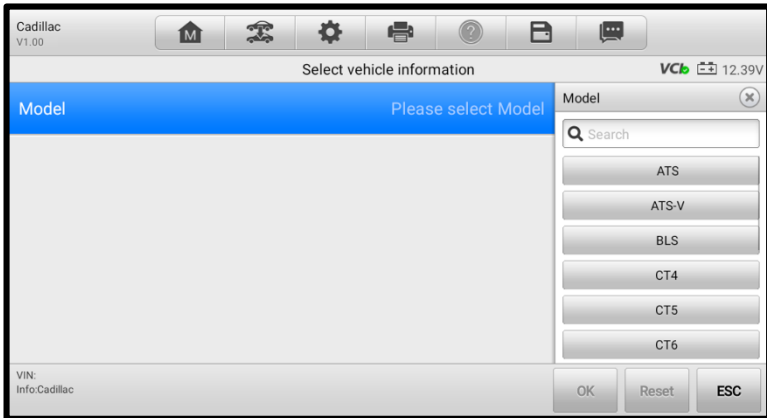 Cadillac
V1.00
M
?
Select vehicle information
VCI
12.39V
Model
Please select Model
Model
Search
ATS
ATS-V
BLS
CT4
CT5
CT6
VIN:
Info:Cadillac
OK
Reset
ESC